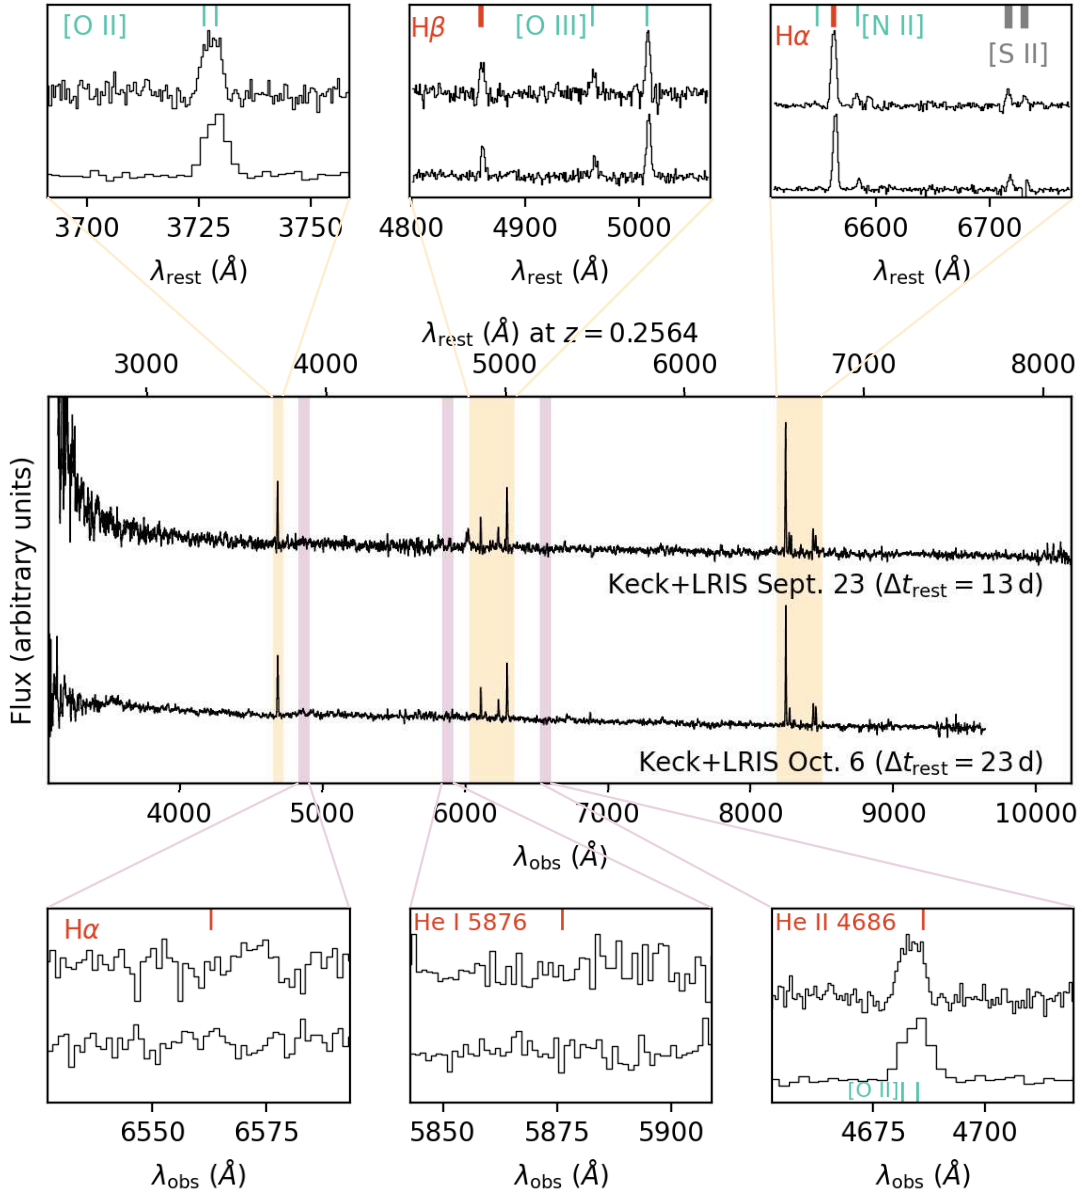 [O II]
Hβ
[O III]
Hα
[N II]
[S II]
3700 3725 3750
4800 4900 5000
6600 6700
λrest (Å)
λrest (Å)
λrest (Å)
λrest (Å) at z = 0.2564
3000 4000 5000 6000 7000 8000
Flux (arbitrary units)
Keck+LRIS Sept. 23 (Δtrest = 13 d)
Keck+LRIS Oct. 6 (Δtrest = 23 d)
4000 5000 6000 7000 8000 9000 10000
λobs (Å)
Hα
He I 5876
He II 4686
[O II]
6550 6575
5850 5875 5900
4675 4700
λobs (Å)
λobs (Å)
λobs (Å)